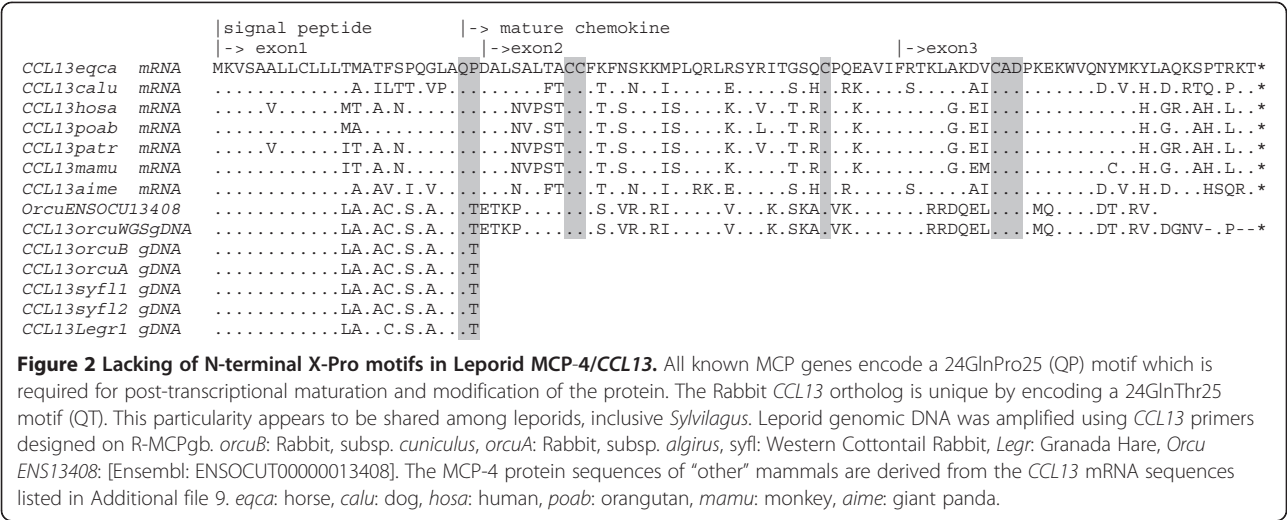 |signal peptide |-> mature chemokine
|-> exon1 |->exon2 |->exon3
CCL13eqca mRNA MKVSAALLCLLLTMATFSPQGLAQPDALSALTACCFKFNSKKMPLQRLRSYRITGSQCPQEAVIFRTKLAKDVCADPKEKWVQNYMKYLAQKSPTRKT*
CCL13calu mRNA .............A.ILTT.VP.........FT...T..N..I.....E.....S.H..RK....S.....AI..........D.V.H.D.RTQ.P..*
CCL13hosa mRNA .....V......MT.A.N..........NVPST...T.S...IS....K..V..T.R...E........G.EI..............H.GR.AH.L..*
CCL13poab mRNA ............MA..............NV.ST...T.S...IS....K..L..T.R...E........G.EI..............H.G..AH.L..*
CCL13patr mRNA .....V......IT.A.N..........NVPST...T.S...IS....K..V..T.R...E........G.EI..............H.GR.AH.L..*
CCL13mamu mRNA ............IT.A.N..........NVPST...T.S...IS....K.....T.R...E........G.EM...........C..H.G..AH.L..*
CCL13aime mRNA .............A.AV.I.V.......N..FT...T..N..I..RK.E.....S.H..R.....S.....AI..........D.V.H.D...HSQR.*
OrcuENSOCU13408 ............LA.AC.S.A...TETKP.......S.VR.RI.....V...K.SKA.VK.......RRDQEL....MQ....DT.RV.
CCL13orcuWGSgDNA ............LA.AC.S.A...TETKP.......S.VR.RI.....V...K.SKA.VK.......RRDQEL....MQ....DT.RV.DGNV-.P--*
CCL13orcuB gDNA ............LA.AC.S.A...T
CCL13orcuA gDNA ............LA.AC.S.A...T
CCL13syfl1 gDNA ............LA.AC.S.A...T
CCL13syfl2 gDNA ............LA.AC.S.A...T
CCL13Legr1 gDNA ............LA..C.S.A...T
Figure 2 Lacking of N-terminal X-Pro motifs in Leporid MCP-4/CCL13. All known MCP genes encode a 24GlnPro25 (QP) motif which is
required for post-transcriptional maturation and modification of the protein. The Rabbit CCL13 ortholog is unique by encoding a 24GlnThr25
motif (QT). This particularity appears to be shared among leporids, inclusive Sylvilagus. Leporid genomic DNA was amplified using CCL13 primers
designed on R-MCPgb. orcuB: Rabbit, subsp. cuniculus, orcuA: Rabbit, subsp. algirus, syfl: Western Cottontail Rabbit, Legr: Granada Hare, Orcu
ENS13408: [Ensembl: ENSOCUT00000013408]. The MCP-4 protein sequences of “other” mammals are derived from the CCL13 mRNA sequences
listed in Additional file 9. eqca: horse, calu: dog, hosa: human, poab: orangutan, mamu: monkey, aime: giant panda.